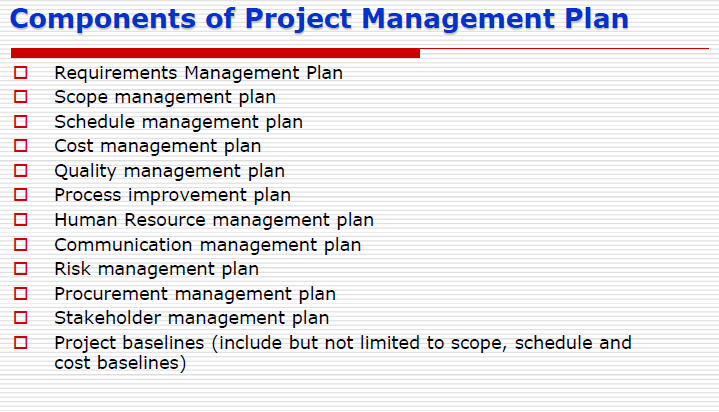 Components of Project Management Plan
Requirements Management Plan
Scope management plan
Schedule management plan
Cost management plan
Quality management plan
Process improvement plan
Human Resource management plan
Communication management plan
Risk management plan
Procurement management plan
Stakeholder management plan
Project baselines (include but not limited to scope, schedule and
cost baselines)